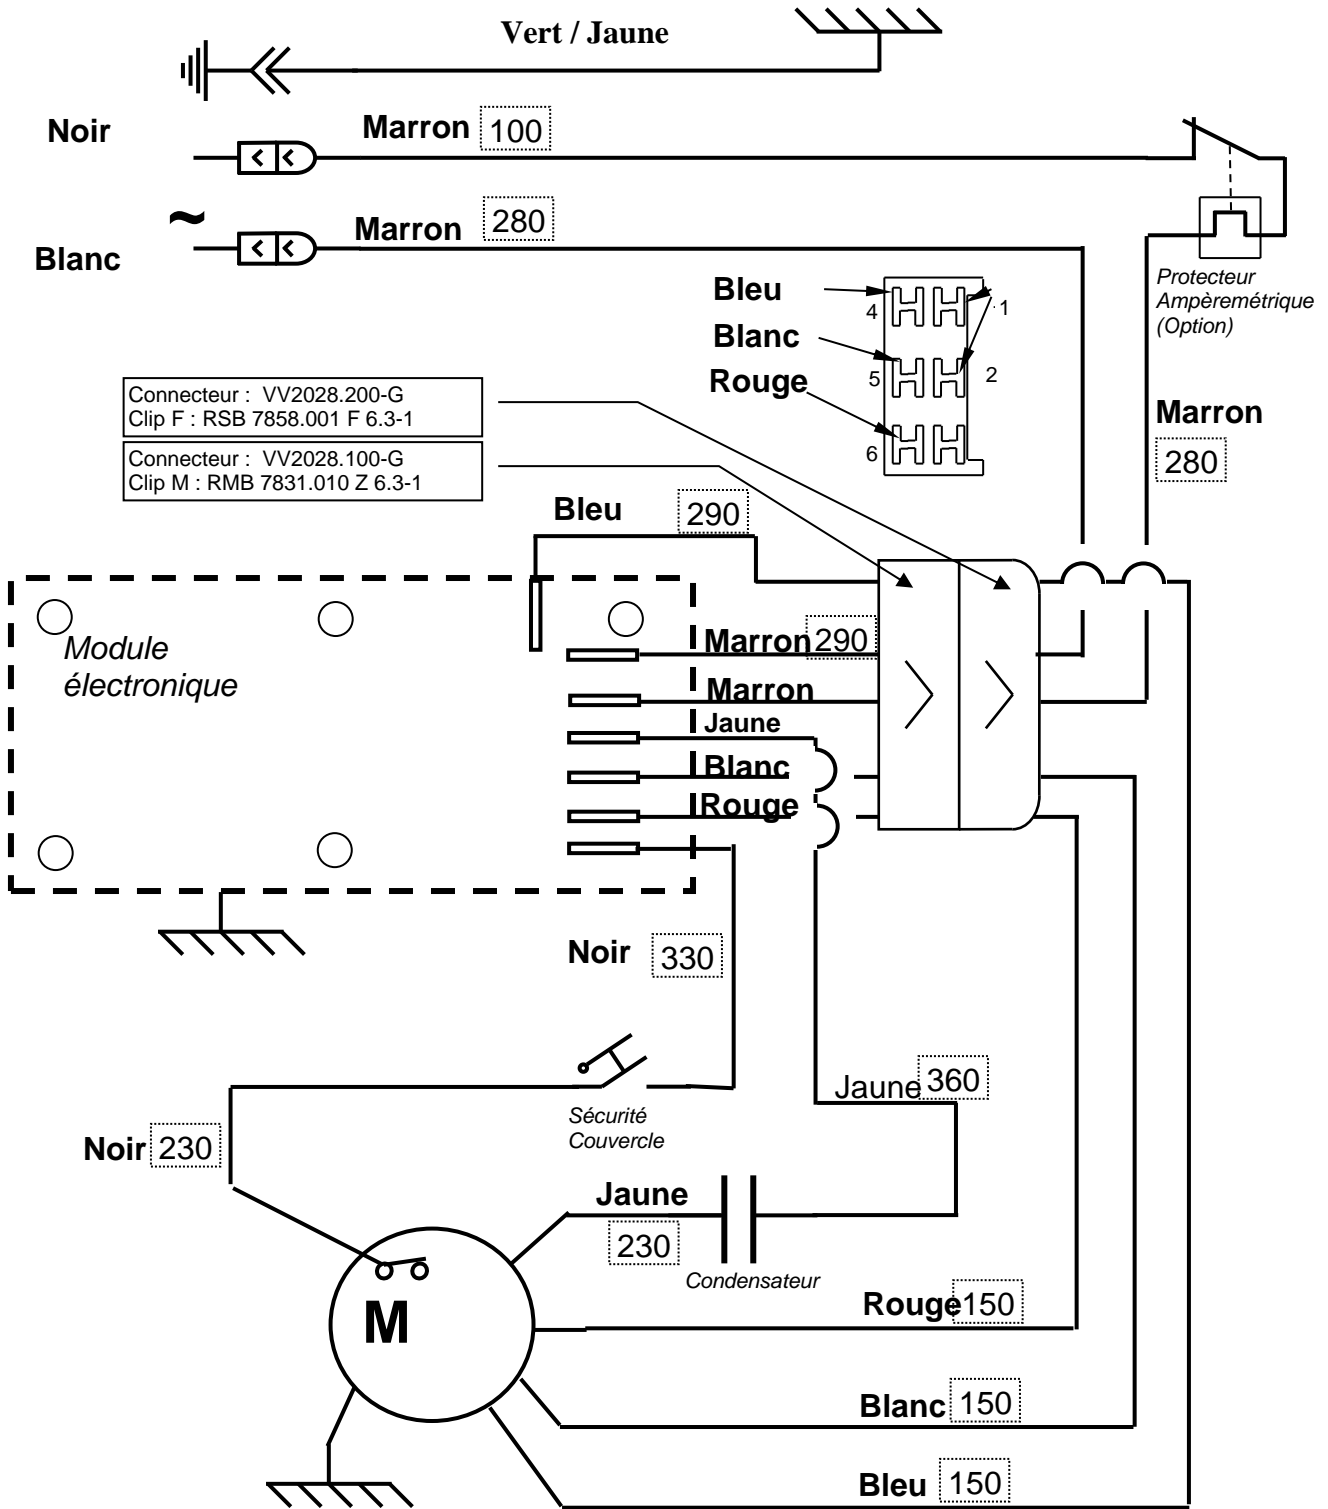 Vert / Jaune
Noir
Marron 100
~
Blanc
Marron 280
Protecteur
Ampèremétrique
(Option)
Bleu
4
1
Blanc
5
2
Rouge
6
Marron
280
Connecteur : VV2028.200-G
Clip F : RSB 7858.001 F 6.3-1
Connecteur : VV2028.100-G
Clip M : RMB 7831.010 Z 6.3-1
Bleu 290
Module
électronique
Marron 290
Marron
Jaune
Blanc
Rouge
Noir 330
Sécurité
Couvercle
Jaune 360
Noir 230
Jaune
230
Condensateur
M
Rouge 150
Blanc 150
Bleu 150